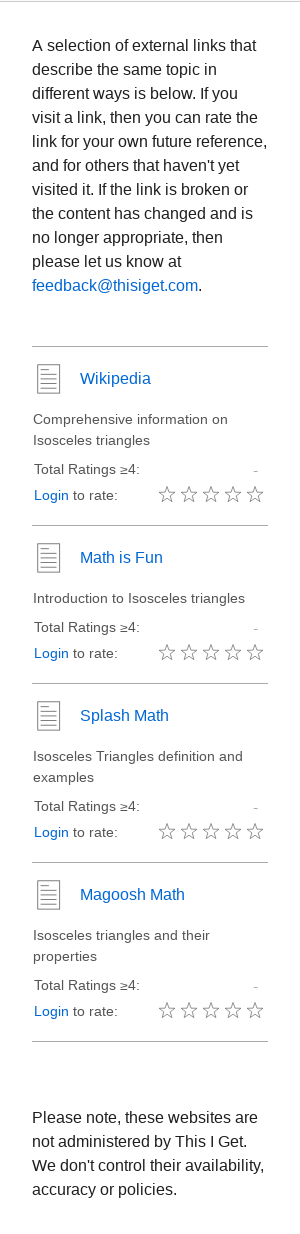 A selection of external links that
describe the same topic in
different ways is below. If you
visit a link, then you can rate the
link for your own future reference,
and for others that haven't yet
visited it. If the link is broken or
the content has changed and is
no longer appropriate, then
please let us know at
feedback@thisiget.com.
Wikipedia
Comprehensive information on
Isosceles triangles
Total Ratings ≥4: -
Login to rate:
Math is Fun
Introduction to Isosceles triangles
Total Ratings ≥4: -
Login to rate:
Splash Math
Isosceles Triangles definition and
examples
Total Ratings ≥4: -
Login to rate:
Magoosh Math
Isosceles triangles and their
properties
Total Ratings ≥4: -
Login to rate:
Please note, these websites are
not administered by This I Get.
We don't control their availability,
accuracy or policies.